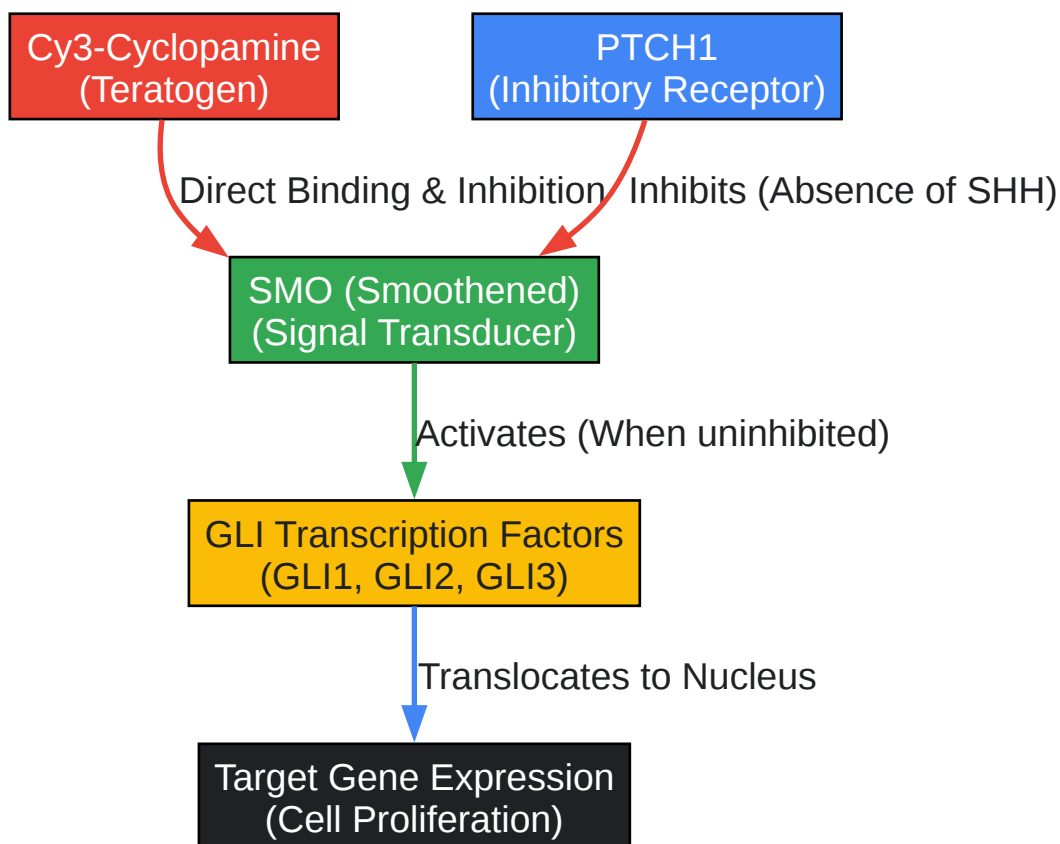 Cy3-Cyclopamine
(Teratogen)
PTCH1
(Inhibitory Receptor)
Direct Binding & Inhibition
Inhibits (Absence of SHH)
SMO (Smoothened)
(Signal Transducer)
Activates (When uninhibited)
GLI Transcription Factors
(GLI1, GLI2, GLI3)
Translocates to Nucleus
Target Gene Expression
(Cell Proliferation)